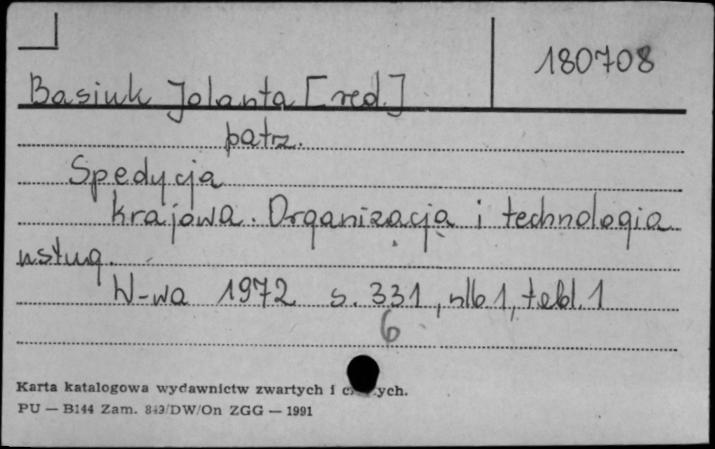 180708
Basiuk Jolanta [red.]
patrz.
Spedycja
krajowa. Organizacja i technologia
usług.
W-wa 1972 s. 331, nlb. 1, tabl. 1
6
Karta katalogowa wydawnictw zwartych i
PU — B144 Zam. 843/DW/On ZGG — 1991